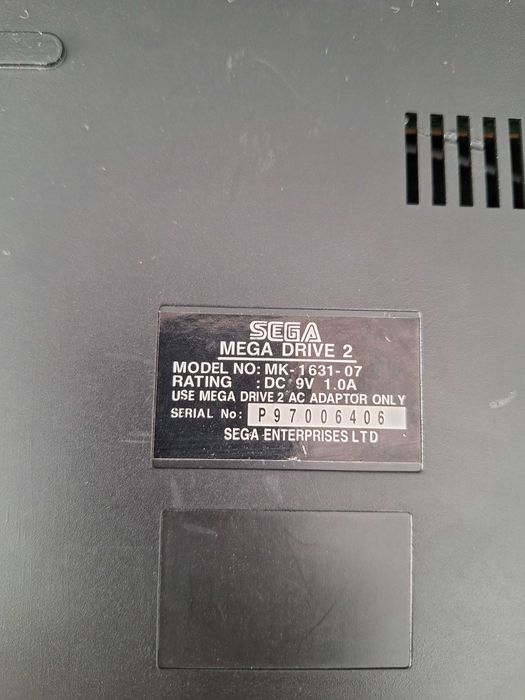 SEGA
MEGA DRIVE 2
MODEL NO: MK-1631-07
RATING : DC 9V 1.0A
USE MEGA DRIVE 2 AC ADAPTOR ONLY
SERIAL No: P97006406
SEGA ENTERPRISES LTD